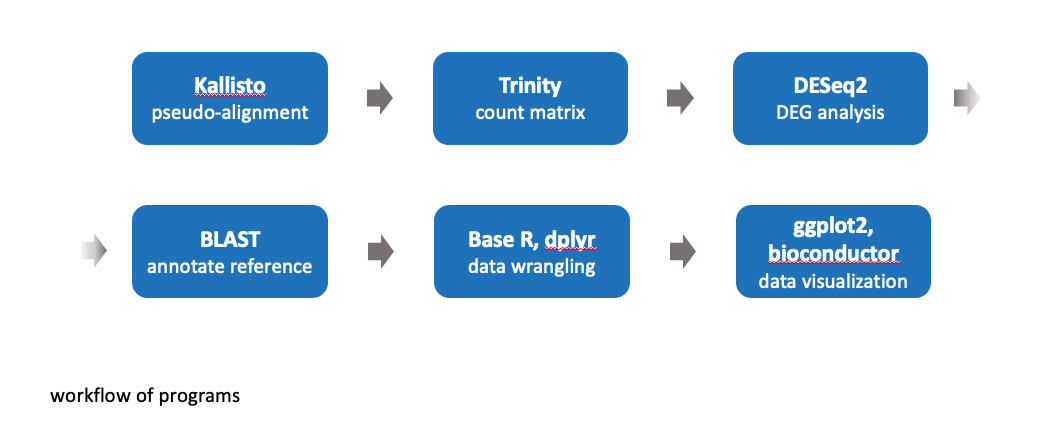 Kallisto
pseudo-alignment
Trinity
count matrix
DESeq2
DEG analysis
BLAST
annotate reference
Base R, dplyr
data wrangling
ggplot2,
bioconductor
data visualization
workflow of programs